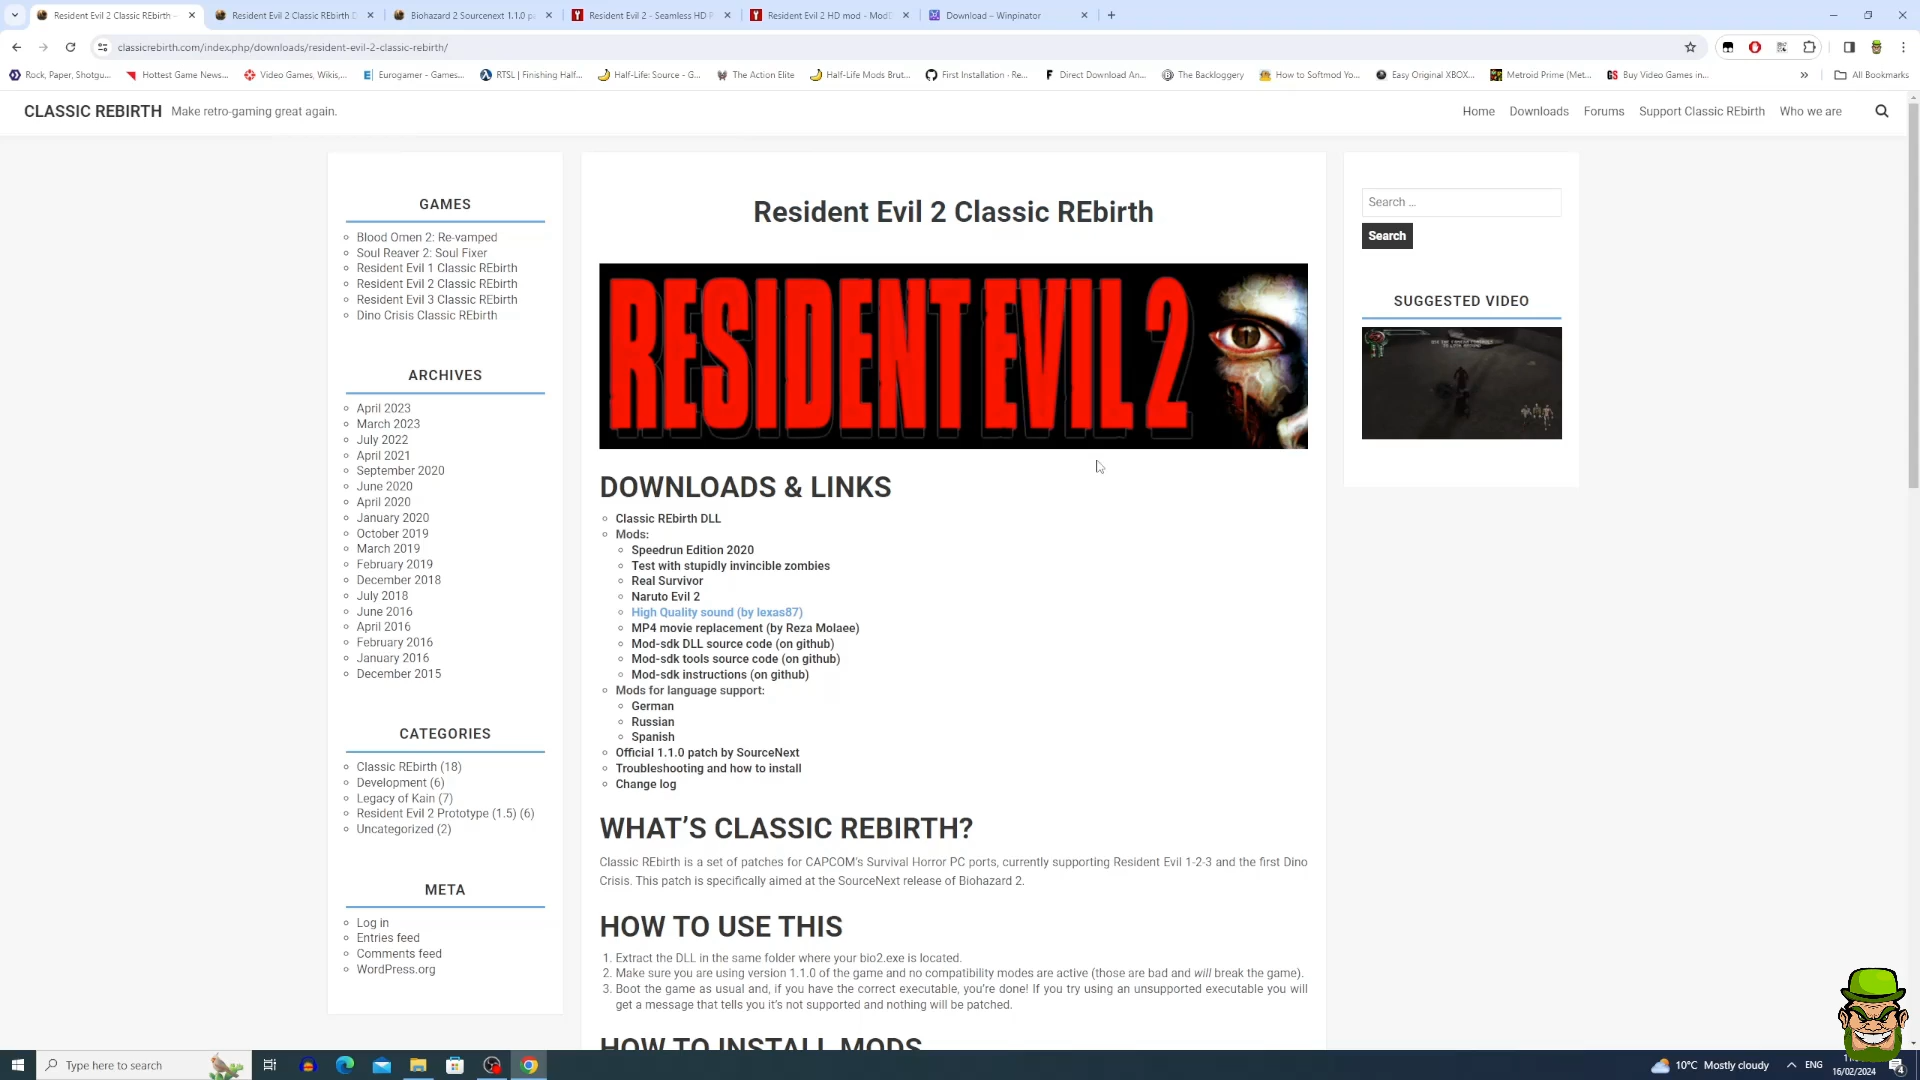 Resident Evil 2 Classic REbirth –
Resident Evil 2 Classic REbirth D
Biohazard 2 Sourcenext 1.1.0 pa
Resident Evil 2 - Seamless HD P
Resident Evil 2 HD mod - ModD
Download – Winpinator
classicrebirth.com/index.php/downloads/resident-evil-2-classic-rebirth/
Rock, Paper, Shotgu...
Hottest Game News...
Video Games, Wikis,...
Eurogamer - Games...
RTSL | Finishing Half...
Half-Life: Source - G...
The Action Elite
Half-Life Mods Brut...
First Installation · Re...
Direct Download An...
The Backloggery
How to Softmod Yo...
Easy Original XBOX...
Metroid Prime (Met...
Buy Video Games in...
»
All Bookmarks
CLASSIC REBIRTH
Make retro-gaming great again.
Home
Downloads
Forums
Support Classic REbirth
Who we are
GAMES
Blood Omen 2: Re-vamped
Soul Reaver 2: Soul Fixer
Resident Evil 1 Classic REbirth
Resident Evil 2 Classic REbirth
Resident Evil 3 Classic REbirth
Dino Crisis Classic REbirth
ARCHIVES
April 2023
March 2023
July 2022
April 2021
September 2020
June 2020
April 2020
January 2020
October 2019
March 2019
February 2019
December 2018
July 2018
June 2016
April 2016
February 2016
January 2016
December 2015
CATEGORIES
Classic REbirth (18)
Development (6)
Legacy of Kain (7)
Resident Evil 2 Prototype (1.5) (6)
Uncategorized (2)
META
Log in
Entries feed
Comments feed
WordPress.org
Resident Evil 2 Classic REbirth
RESIDENT EVIL 2
DOWNLOADS & LINKS
Classic REbirth DLL
Mods:
Speedrun Edition 2020
Test with stupidly invincible zombies
Real Survivor
Naruto Evil 2
High Quality sound (by lexas87)
MP4 movie replacement (by Reza Molaee)
Mod-sdk DLL source code (on github)
Mod-sdk tools source code (on github)
Mod-sdk instructions (on github)
Mods for language support:
German
Russian
Spanish
Official 1.1.0 patch by SourceNext
Troubleshooting and how to install
Change log
WHAT'S CLASSIC REBIRTH?
Classic REbirth is a set of patches for CAPCOM's Survival Horror PC ports, currently supporting Resident Evil 1-2-3 and the first Dino
Crisis. This patch is specifically aimed at the SourceNext release of Biohazard 2.
HOW TO USE THIS
1. Extract the DLL in the same folder where your bio2.exe is located.
2. Make sure you are using version 1.1.0 of the game and no compatibility modes are active (those are bad and will break the game).
3. Boot the game as usual and, if you have the correct executable, you're done! If you try using an unsupported executable you will
get a message that tells you it's not supported and nothing will be patched.
HOW TO INSTALL MODS
Search ...
Search
SUGGESTED VIDEO
Type here to search
10°C Mostly cloudy
ENG
16/02/2024
4